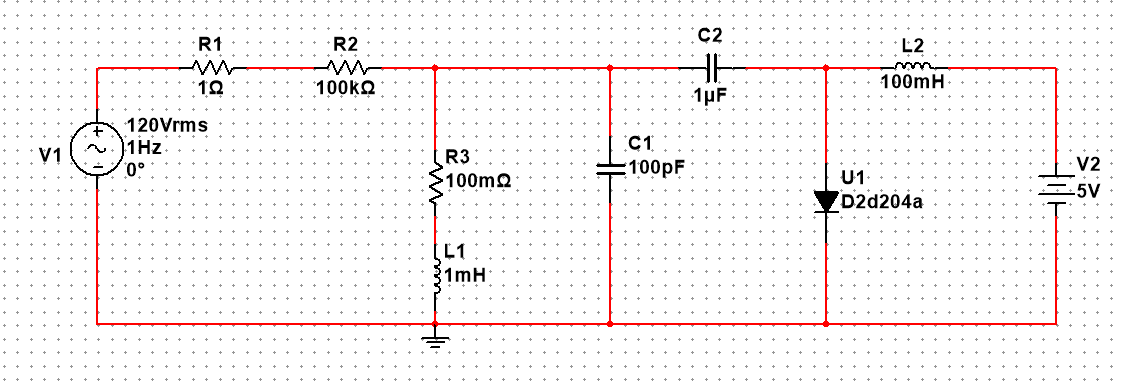 R1
1Ω
R2
100kΩ
C2
1µF
L2
100mH
V1
120Vrms
1Hz
0°
R3
100mΩ
C1
100pF
U1
D2d204a
V2
5V
L1
1mH